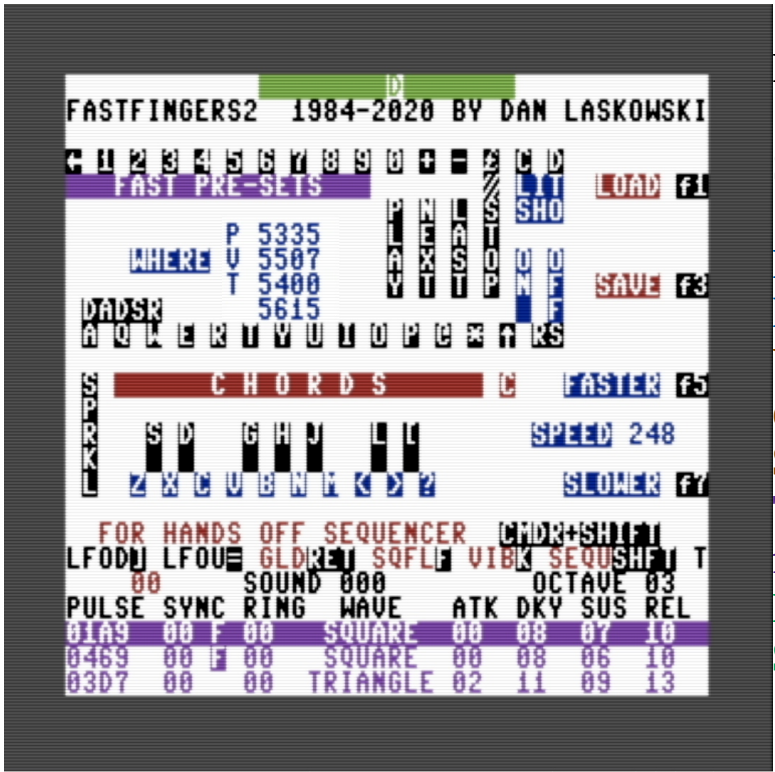 D
FASTFINGERS2 1984-2020 BY DAN LASKOWSKI
← 1 2 3 4 5 6 7 8 9 0 + - £ C D
FAST PRE-SETS // LIT LOAD f1
P N L S SHO
P 5335 L E A T
WHERE V 5507 A X S O O O
T 5400 Y T T P N F SAVE f3
DADSR 5615 F
A Q W E R T Y U I O P C * ↑ RS
S C H O R D S C FASTER f5
P
R S D G H J L [ SPEED 248
K
L Z X C V B N M < > ? SLOWER f7
FOR HANDS OFF SEQUENCER CMDR+SHIFT
LFODJ LFOU= GLDRET SQFLF VIBK SEQUSHFT T
00 SOUND 000 OCTAVE 03
PULSE SYNC RING WAVE ATK DKY SUS REL
01A9 00 F 00 SQUARE 00 08 07 10
0469 00 F 00 SQUARE 00 08 06 10
03D7 00 00 TRIANGLE 02 11 09 13